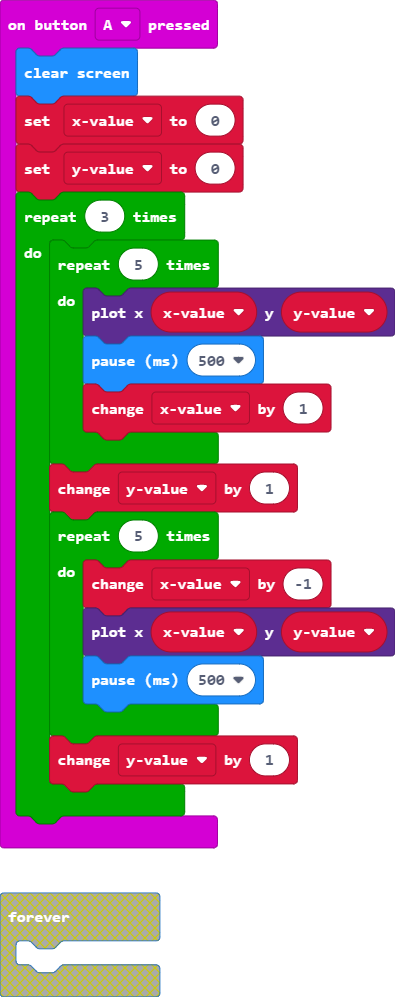 on button A pressed
clear screen
set x-value to 0
set y-value to 0
repeat 3 times
do
repeat 5 times
do
plot x x-value y y-value
pause (ms) 500
change x-value by 1
change y-value by 1
repeat 5 times
do
change x-value by -1
plot x x-value y y-value
pause (ms) 500
change y-value by 1
forever